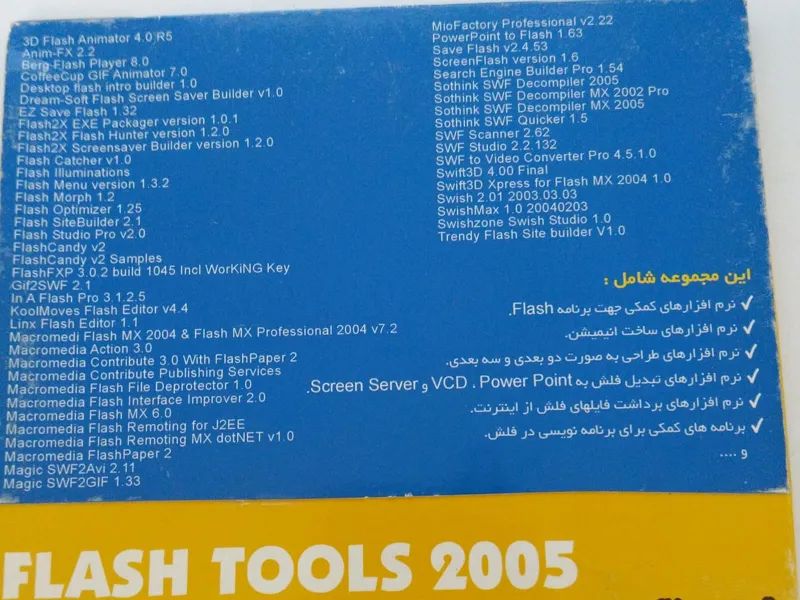 3D Flash Animator 4.0 R5
Anim-FX 2.2
Berg Flash Player 8.0
CoffeeCup GIF Animator 7.0
Desktop flash intro builder 1.0
Dream-Soft Flash Screen Saver Builder v1.0
EZ Save Flash 1.32
Flash2X EXE Packager version 1.0.1
Flash2X Flash Hunter version 1.2.0
Flash2X Screensaver Builder version 1.2.0
Flash Catcher v1.0
Flash Illuminations
Flash Menu version 1.3.2
Flash Morph 1.2
Flash Optimizer 1.25
Flash SiteBuilder 2.1
Flash Studio Pro v2.0
FlashCandy v2
FlashCandy v2 Samples
FlashFXP 3.0.2 build 1045 Incl WorKiNG Key
Gif2SWF 2.1
In A Flash Pro 3.1.2.5
KoolMoves Flash Editor v4.4
Linx Flash Editor 1.1
Macromedi Flash MX 2004 & Flash MX Professional 2004 v7.2
Macromedia Action 3.0
Macromedia Contribute 3.0 With FlashPaper 2
Macromedia Contribute Publishing Services
Macromedia Flash File Deprotector 1.0
Macromedia Flash Interface Improver 2.0
Macromedia Flash MX 6.0
Macromedia Flash Remoting for J2EE
Macromedia Flash Remoting MX dotNET v1.0
Macromedia FlashPaper 2
Magic SWF2Avi 2.11
Magic SWF2GIF 1.33
MioFactory Professional v2.22
PowerPoint to Flash 1.63
Save Flash v2.4.53
ScreenFlash version 1.6
Search Engine Builder Pro 1.54
Sothink SWF Decompiler 2005
Sothink SWF Decompiler MX 2002 Pro
Sothink SWF Decompiler MX 2005
Sothink SWF Quicker 1.5
SWF Scanner 2.62
SWF Studio 2.2.132
SWF to Video Converter Pro 4.5.1.0
Swift3D 4.00 Final
Swift3D Xpress for Flash MX 2004 1.0
Swish 2.01 2003.03.03
SwishMax 1.0 20040203
Swishzone Swish Studio 1.0
Trendy Flash Site builder V1.0
این مجموعه شامل :
✓ نرم افزارهای کمکی جهت برنامه Flash.
✓ نرم افزارهای ساخت انیمیشن.
✓ نرم افزارهای طراحی به صورت دو بعدی و سه بعدی.
✓ نرم افزارهای تبدیل فلش به VCD ، Power Point و Screen Server.
✓ نرم افزارهای برداشت فایلهای فلش از اینترنت.
✓ برنامه های کمکی برای برنامه نویسی در فلش.
و ....
FLASH TOOLS 2005